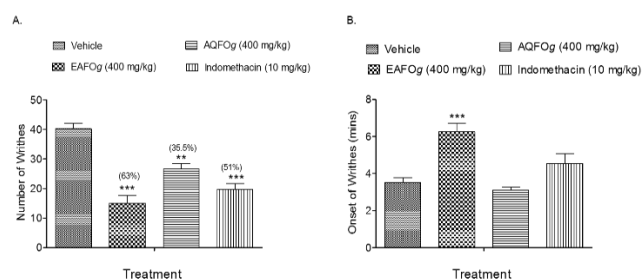 A.
Vehicle
AQFOg (400 mg/kg)
EAFOg (400 mg/kg)
Indomethacin (10 mg/kg)
Number of Writhes
50
40
30
20
10
0
(63%)
***
(35.5%)
**
(51%)
***
Treatment
B.
Vehicle
AQFOg (400 mg/kg)
EAFOg (400 mg/kg)
Indomethacin (10 mg/kg)
Onset of Writhes (mins)
8
6
4
2
0
***
Treatment